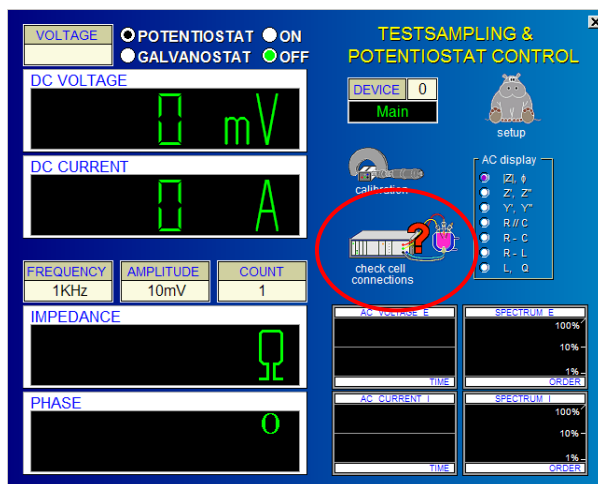 VOLTAGE
POTENTIOSTAT ON
GALVANOSTAT OFF
TESTSAMPLING &
POTENTIOSTAT CONTROL
DC VOLTAGE
0 mV
DEVICE 0
Main
setup
DC CURRENT
0 A
calibration
AC display
|Z|, ϕ
Z', Z"
Y', Y"
R // C
R - C
R - L
L, Q
?
check cell
connections
FREQUENCY AMPLITUDE COUNT
1KHz 10mV 1
IMPEDANCE
Ω
PHASE
o
AC VOLTAGE E
TIME
SPECTRUM E
100%
10%
1%
ORDER
AC CURRENT I
TIME
SPECTRUM I
100%
10%
1%
ORDER